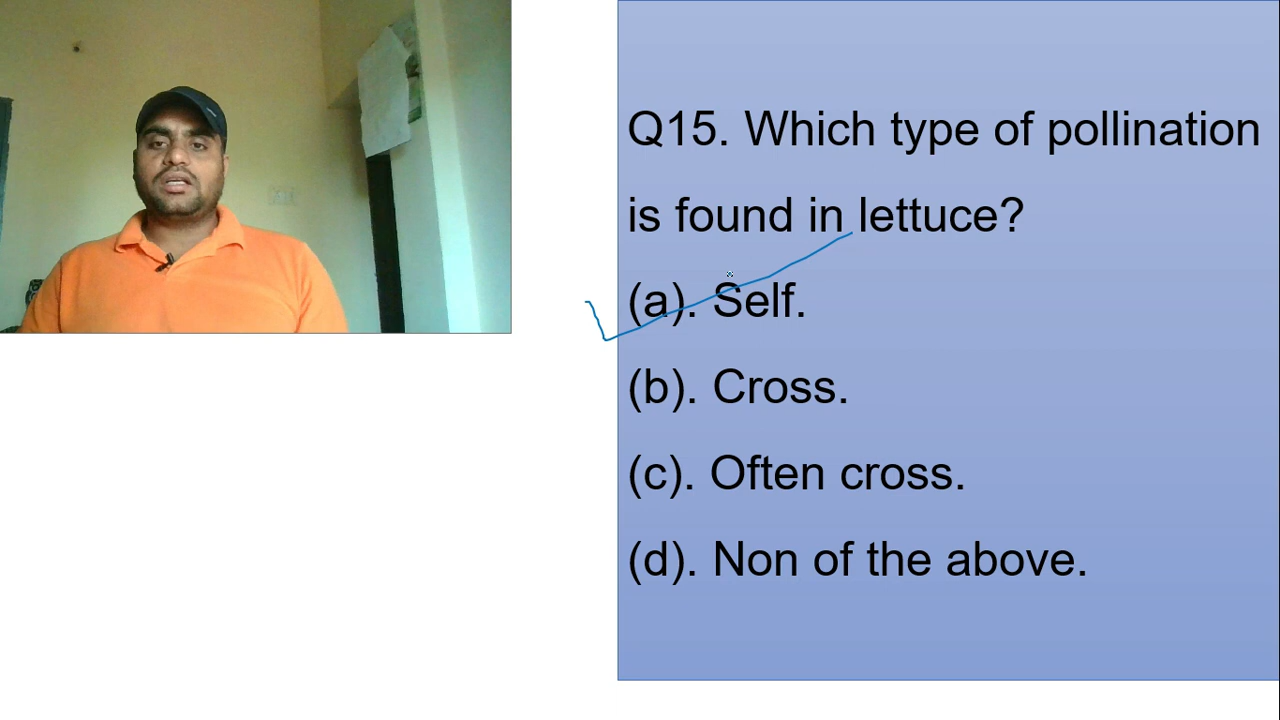 Q15. Which type of pollination
is found in lettuce?
(a). Self.
(b). Cross.
(c). Often cross.
(d). Non of the above.